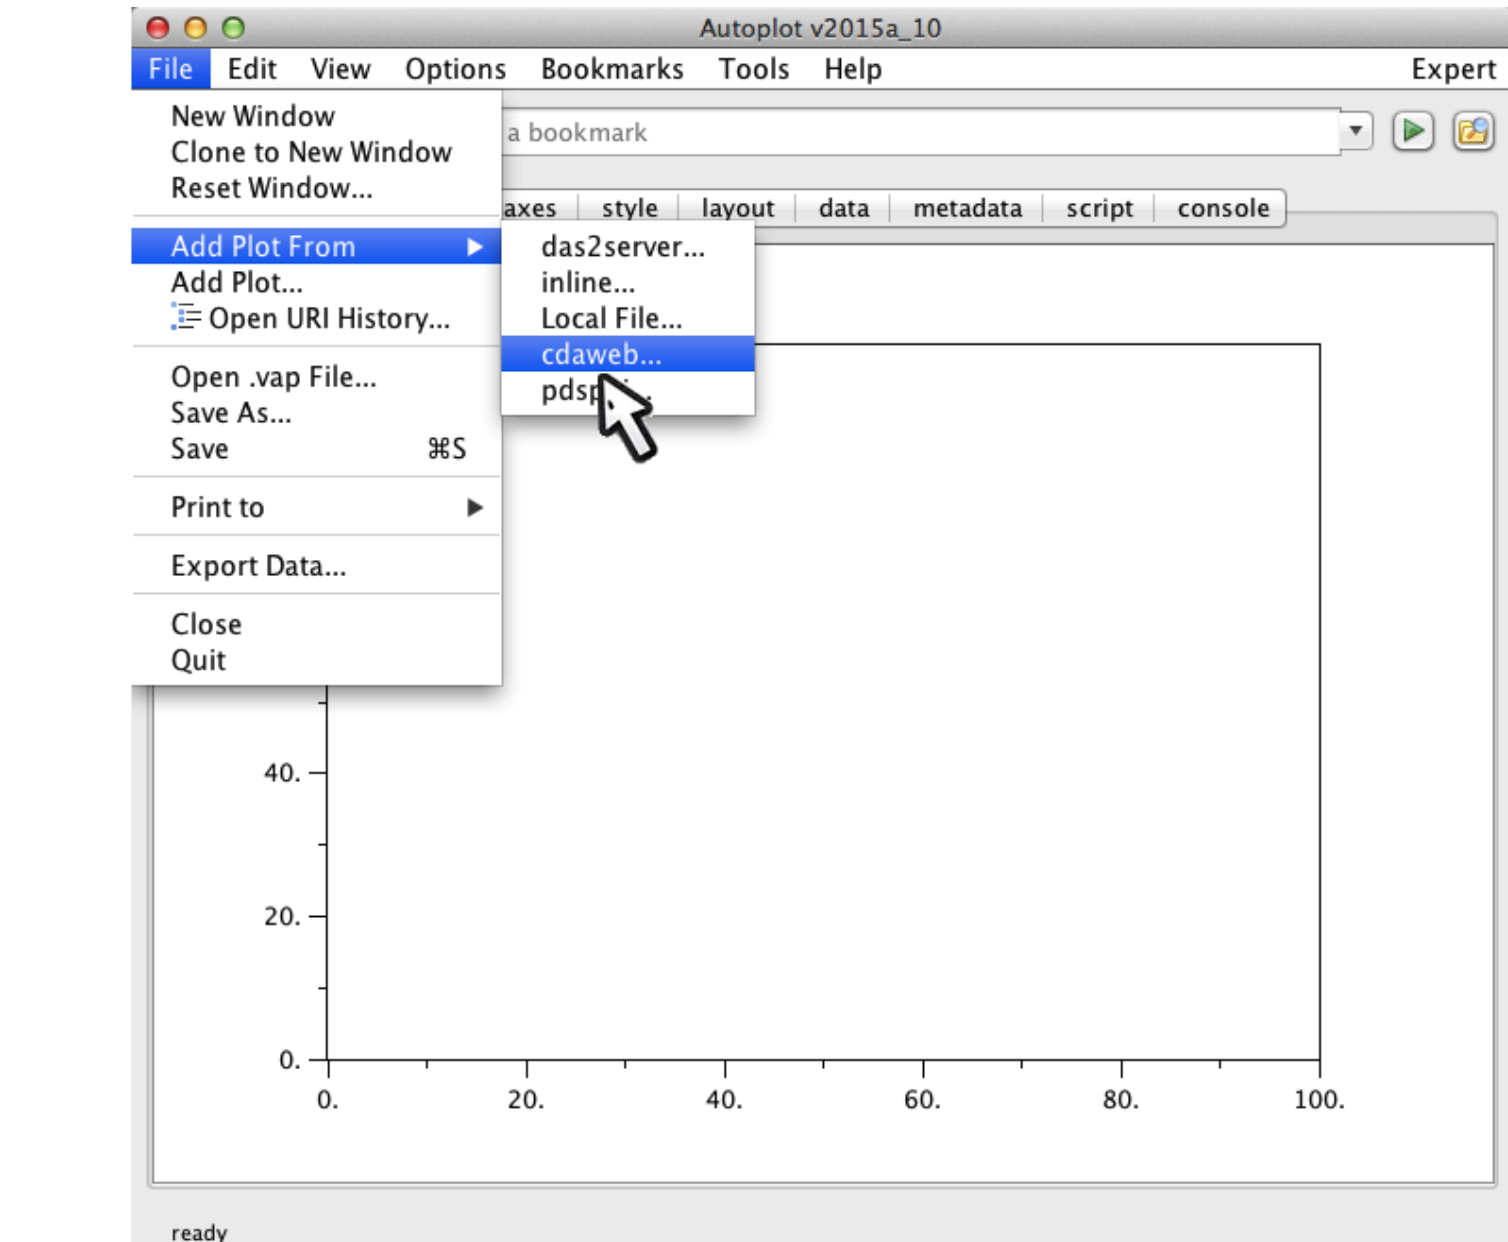 Autoplot v2015a_10
File Edit View Options Bookmarks Tools Help Expert
a bookmark
axes style layout data metadata script console
New Window
Clone to New Window
Reset Window...
Add Plot From
Add Plot...
Open URI History...
Open .vap File...
Save As...
Save ⌘S
Print to
Export Data...
Close
Quit
das2server...
inline...
Local File...
cdaweb...
40.
20.
0.
0. 20. 40. 60. 80. 100.
ready